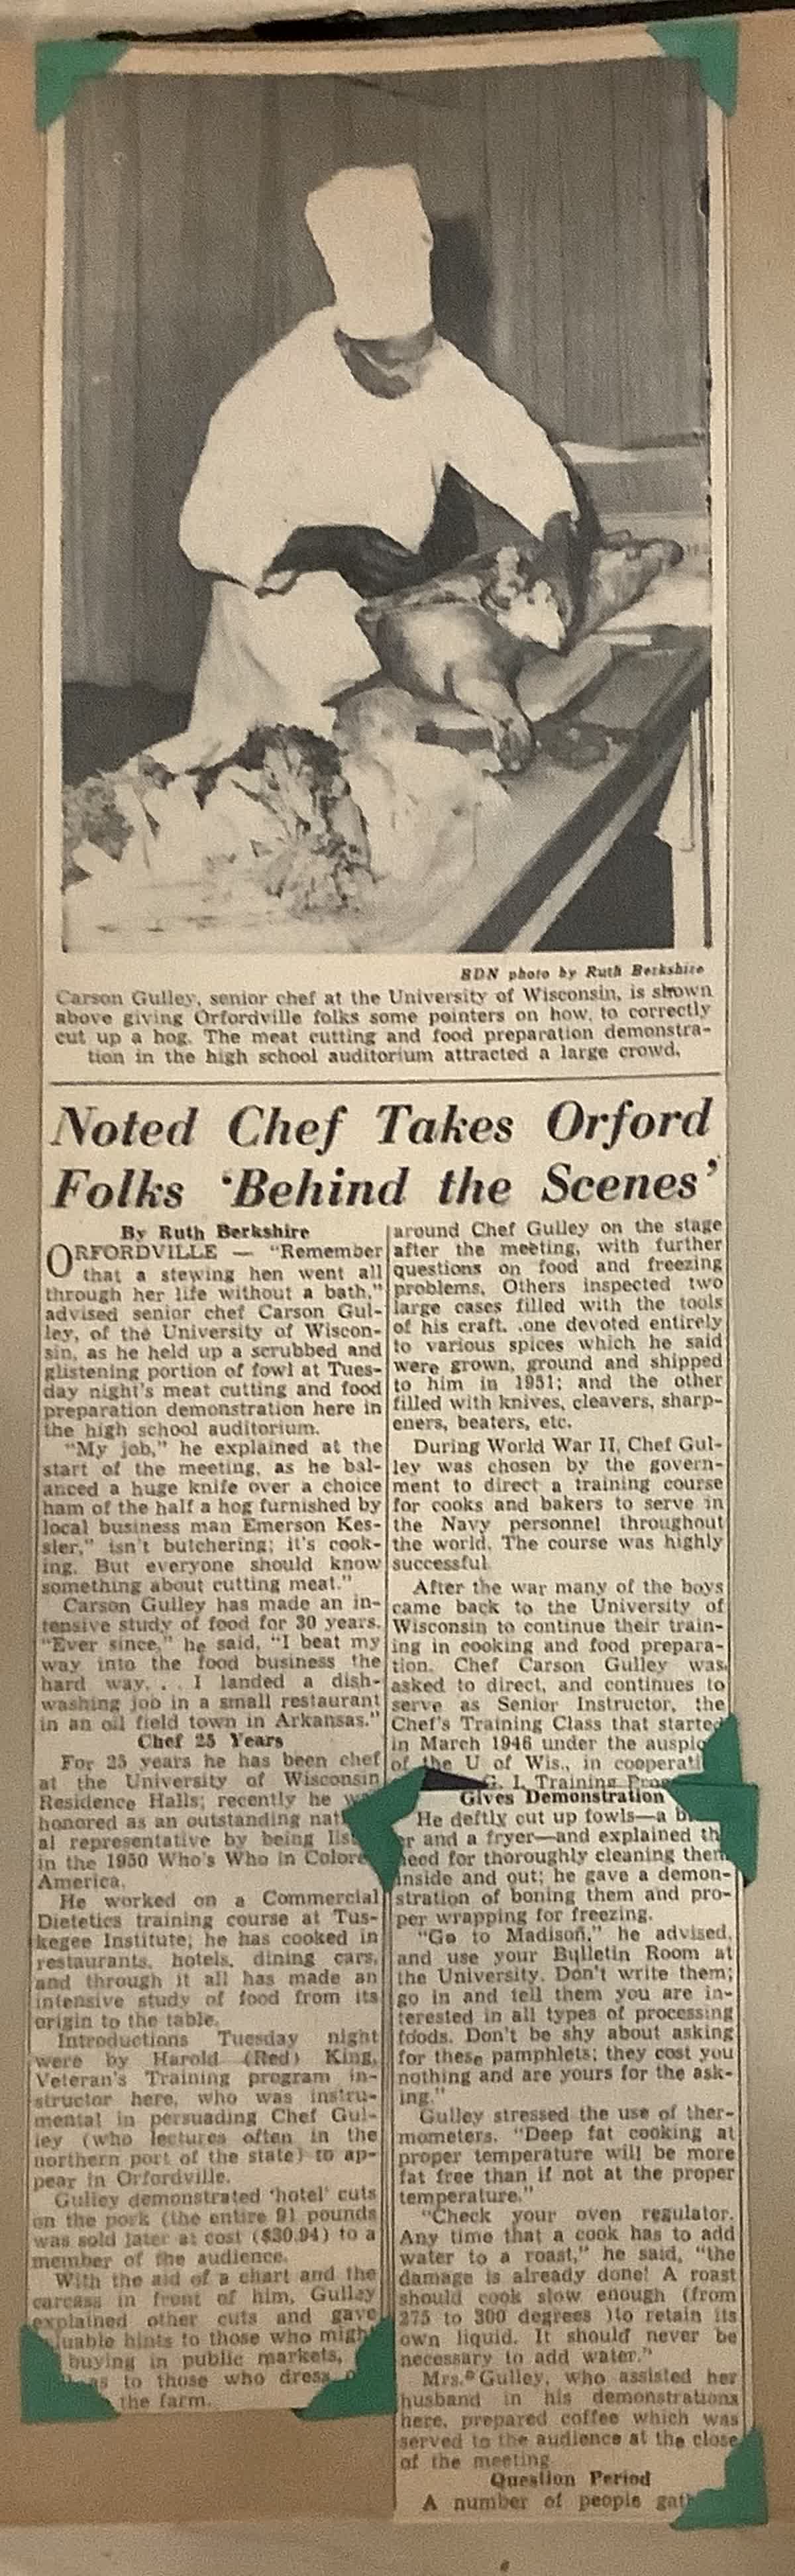 BDN photo by Ruth Berkshire
Carson Gulley, senior chef at the University of Wisconsin, is shown
above giving Orfordville folks some pointers on how, to correctly
cut up a hog. The meat cutting and food preparation demonstra-
tion in the high school auditorium attracted a large crowd.
Noted Chef Takes Orford
Folks 'Behind the Scenes'
By Ruth Berkshire
ORFORDVILLE — "Remember
that a stewing hen went all
through her life without a bath,"
advised senior chef Carson Gul-
ley, of the University of Wiscon-
sin, as he held up a scrubbed and
glistening portion of fowl at Tues-
day night's meat cutting and food
preparation demonstration here in
the high school auditorium.
"My job," he explained at the
start of the meeting, as he bal-
anced a huge knife over a choice
ham of the half a hog furnished by
local business man Emerson Kes-
sler," isn't butchering; it's cook-
ing. But everyone should know
something about cutting meat."
Carson Gulley has made an in-
tensive study of food for 30 years.
"Ever since," he said, "I beat my
way into the food business the
hard way. . . I landed a dish-
washing job in a small restaurant
in an oil field town in Arkansas."
Chef 25 Years
For 25 years he has been chef
at the University of Wisconsin
Residence Halls; recently he
honored as an outstanding
al representative by being
in the 1950 Who's Who in Colore
America.
He worked on a Commercial
Dietetics training course at Tus-
kegee Institute; he has cooked in
restaurants, hotels, dining cars,
and through it all has made an
intensive study of food from its
origin to the table.
Introductions Tuesday night
were by Harold (Red) King,
Veteran's Training program in-
structor here, who was instru-
mental in persuading Chef Gul-
ley (who lectures often in the
northern port of the state) to ap-
pear in Orfordville.
Gulley demonstrated 'hotel' cuts
on the pork (the entire 91 pounds
was sold later at cost ($30.94) to a
member of the audience.
With the aid of a chart and the
carcass in front of him, Gulley
explained other cuts and gave
luable hints to those who might
buying in public markets,
as to those who dress
the farm.
around Chef Gulley on the stage
after the meeting, with further
questions on food and freezing
problems. Others inspected two
large cases filled with the tools
of his craft. .one devoted entirely
to various spices which he said
were grown, ground and shipped
to him in 1951; and the other
filled with knives, cleavers, sharp-
eners, beaters, etc.
During World War II, Chef Gul-
ley was chosen by the govern-
ment to direct a training course
for cooks and bakers to serve in
the Navy personnel throughout
the world. The course was highly
successful.
After the war many of the boys
came back to the University of
Wisconsin to continue their train-
ing in cooking and food prepara-
tion. Chef Carson Gulley was
asked to direct, and continues to
serve as Senior Instructor, the
Chef's Training Class that started
in March 1946 under the auspic
of the U of Wis., in cooperati
G. I. Training Prog
Gives Demonstration
He deftly cut up fowls—a
er and a fryer—and explained th
need for thoroughly cleaning them
inside and out; he gave a demon-
stration of boning them and pro-
per wrapping for freezing.
"Go to Madison," he advised,
and use your Bulletin Room at
the University. Don't write them;
go in and tell them you are in-
terested in all types of processing
foods. Don't be shy about asking
for these pamphlets; they cost you
nothing and are yours for the ask-
ing."
Gulley stressed the use of ther-
mometers. "Deep fat cooking at
proper temperature will be more
fat free than if not at the proper
temperature."
"Check your oven regulator.
Any time that a cook has to add
water to a roast," he said, "the
damage is already done! A roast
should cook slow enough (from
275 to 300 degrees )to retain its
own liquid. It should never be
necessary to add water."
Mrs. Gulley, who assisted her
husband in his demonstrations
here, prepared coffee which was
served to the audience at the close
of the meeting
Question Period
A number of people gath